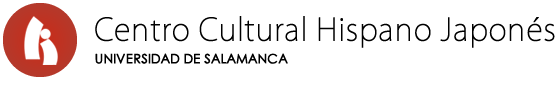 Centro Cultural Hispano Japonés
UNIVERSIDAD DE SALAMANCA